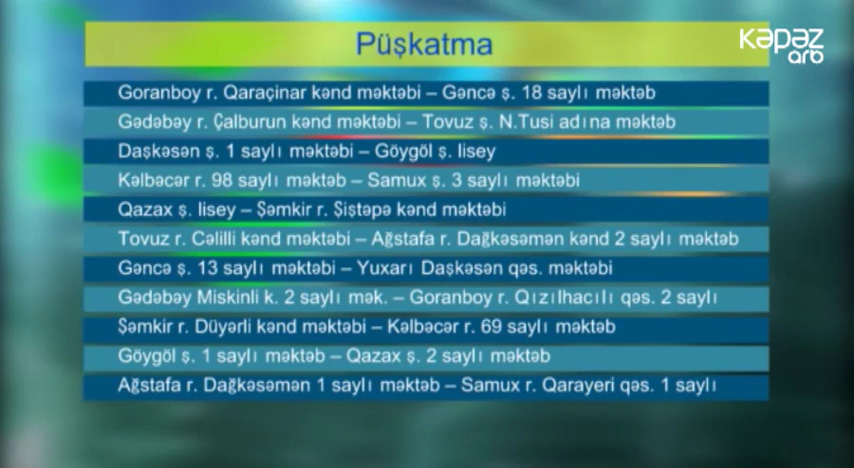 Püşkatma
Kəpəz
arb
Goranboy r. Qaraçinar kənd məktəbi – Gəncə ş. 18 saylı məktəb
Gədəbəy r. Çalburun kənd məktəbi – Tovuz ş. N.Tusi adına məktəb
Daşkəsən ş. 1 saylı məktəbi – Göygöl ş. lisey
Kəlbəcər r. 98 saylı məktəb – Samux ş. 3 saylı məktəbi
Qazax ş. lisey – Şəmkir r. Şiştəpə kənd məktəbi
Tovuz r. Cəlilli kənd məktəbi – Ağstafa r. Dağkəsəmən kənd 2 saylı məktəb
Gəncə ş. 13 saylı məktəbi – Yuxarı Daşkəsən qəs. məktəbi
Gədəbəy Miskinli k. 2 saylı mək. – Goranboy r. Qızılhacılı qəs. 2 saylı
Şəmkir r. Düyərli kənd məktəbi – Kəlbəcər r. 69 saylı məktəb
Göygöl ş. 1 saylı məktəb – Qazax ş. 2 saylı məktəb
Ağstafa r. Dağkəsəmən 1 saylı məktəb – Samux r. Qarayeri qəs. 1 saylı